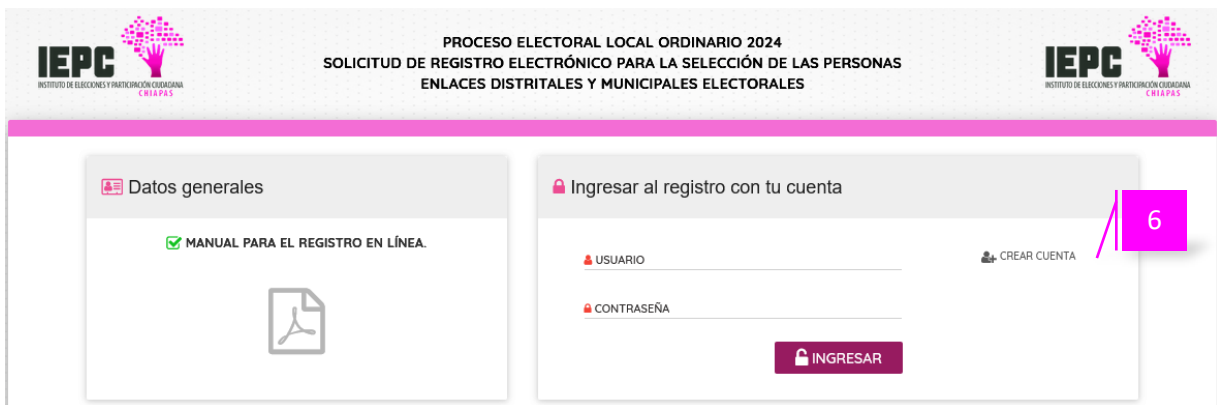 IEPC
INSTITUTO DE ELECCIONES Y PARTICIPACIÓN CIUDADANA
CHIAPAS
PROCESO ELECTORAL LOCAL ORDINARIO 2024
SOLICITUD DE REGISTRO ELECTRÓNICO PARA LA SELECCIÓN DE LAS PERSONAS
ENLACES DISTRITALES Y MUNICIPALES ELECTORALES
IEPC
INSTITUTO DE ELECCIONES Y PARTICIPACIÓN CIUDADANA
CHIAPAS
Datos generales
MANUAL PARA EL REGISTRO EN LÍNEA.
Ingresar al registro con tu cuenta
6
USUARIO
CREAR CUENTA
CONTRASEÑA
INGRESAR